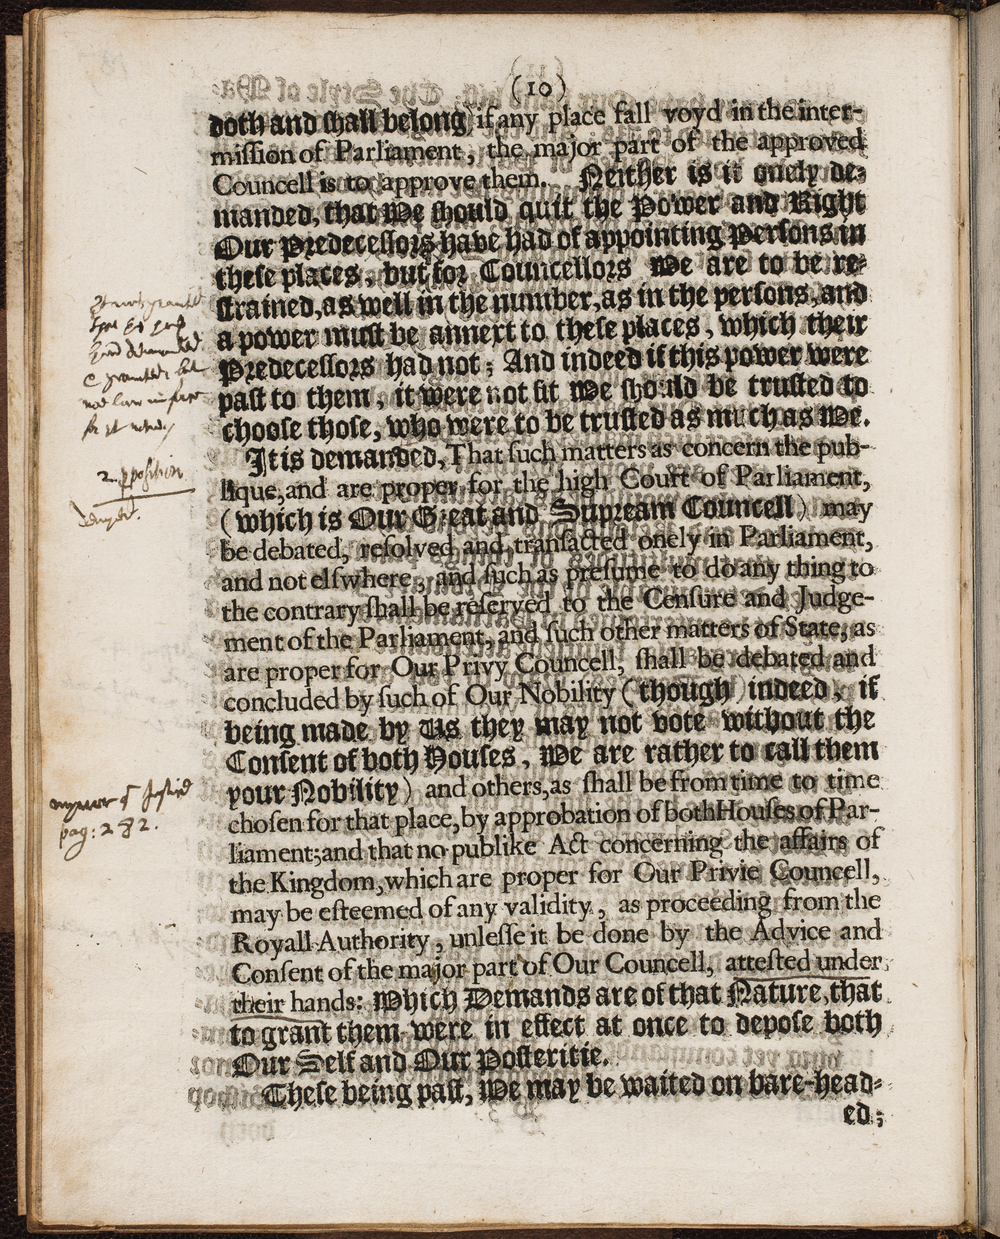 (10)
doth and shall belong, if any place fall voyd in the inter-
miſſion of Parliament, the major part of the approved
Councell is to approve them. Neither is it onely de-
manded, that We ſhould quit the Power and Right
Our Predeceſſors have had of appointing Perſons in
theſe places, but for Councellors We are to be re-
ſtrained, as well in the number, as in the perſons, and
a power muſt be annext to theſe places, which their
Predeceſſors had not; And indeed if this power were
paſt to them, it were not fit We ſhould be truſted to
chooſe thoſe, who were to be truſted as much as We.
It is demanded, That ſuch matters as concern the pub-
lique, and are proper for the high Court of Parliament,
(which is Our Great and Supream Councell) may
be debated, reſolved and tranſacted onely in Parliament,
and not elſwhere, and ſuch as preſume to do any thing to
the contrary ſhall be reſerved to the Cenſure and Judge-
ment of the Parliament, and ſuch other matters of State, as
are proper for Our Privy Councell, ſhall be debated and
concluded by ſuch of Our Nobility (though indeed, if
being made by Us they may not vote without the
Conſent of both Houſes, We are rather to call them
your Nobility) and others, as ſhall be from time to time
choſen for that place, by approbation of both Houſes of Par-
liament; and that no publike Act concerning the affairs of
the Kingdom, which are proper for Our Privie Councell,
may be eſteemed of any validity, as proceeding from the
Royall Authority, unleſſe it be done by the Advice and
Conſent of the major part of Our Councell, atteſted under
their hands: Which Demands are of that Nature, that
to grant them were in effect at once to depoſe both
Our Self and Our Poſteritie.
Theſe being paſt, We may be waited on bare-head-
ed;
2. ppoſition
pag: 282.